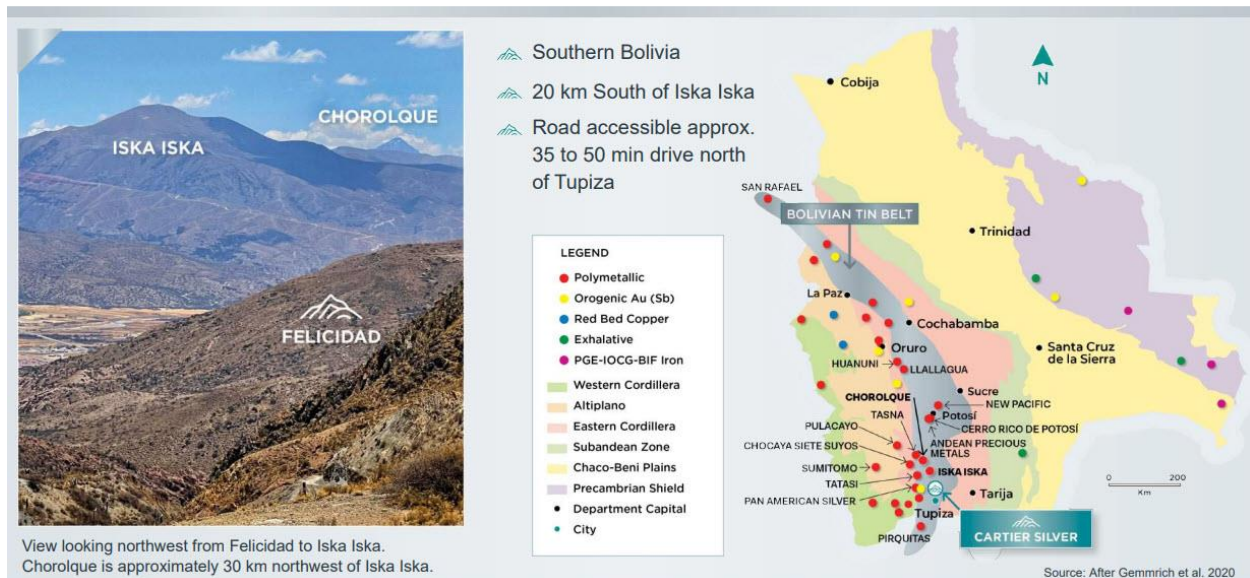 CHOROLQUE
ISKA ISKA
FELICIDAD
View looking northwest from Felicidad to Iska Iska.
Chorolque is approximately 30 km northwest of Iska Iska.
Southern Bolivia
20 km South of Iska Iska
Road accessible approx.
35 to 50 min drive north
of Tupiza
LEGEND
Polymetallic
Orogenic Au (Sb)
Red Bed Copper
Exhalative
PGE-IOCG-BIF Iron
Western Cordillera
Altiplano
Eastern Cordillera
Subandean Zone
Chaco-Beni Plains
Precambrian Shield
Department Capital
City
N
Cobija
SAN RAFAEL
BOLIVIAN TIN BELT
Trinidad
La Paz
Cochabamba
Oruro
Santa Cruz
de la Sierra
HUANUNI
LLALLAGUA
CHOROLQUE
Sucre
TASNA
NEW PACIFIC
Potosí
PULACAYO
CERRO RICO DE POTOSÍ
CHOCAYA SIETE SUYOS
ANDEAN PRECIOUS
METALS
SUMITOMO
ISKA ISKA
TATASI
PAN AMERICAN SILVER
Tarija
Tupiza
PIRQUITAS
CARTIER SILVER
0 200
Km
Source: After Gemmrich et al. 2020